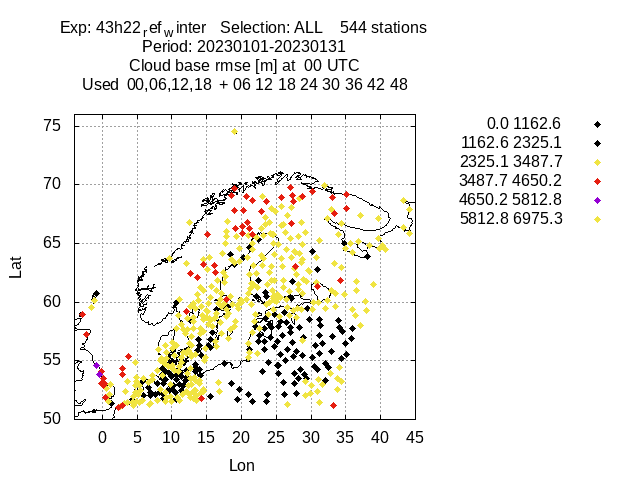 Exp: 43h22refwinter   Selection: ALL    544 stations
Period: 20230101-20230131
Cloud base rmse [m] at  00 UTC
Used  00,06,12,18  + 06 12 18 24 30 36 42 48
0.0 1162.6
1162.6 2325.1
2325.1 3487.7
3487.7 4650.2
4650.2 5812.8
5812.8 6975.3
75
70
65
60
55
50
Lat
0 5 10 15 20 25 30 35 40 45
Lon